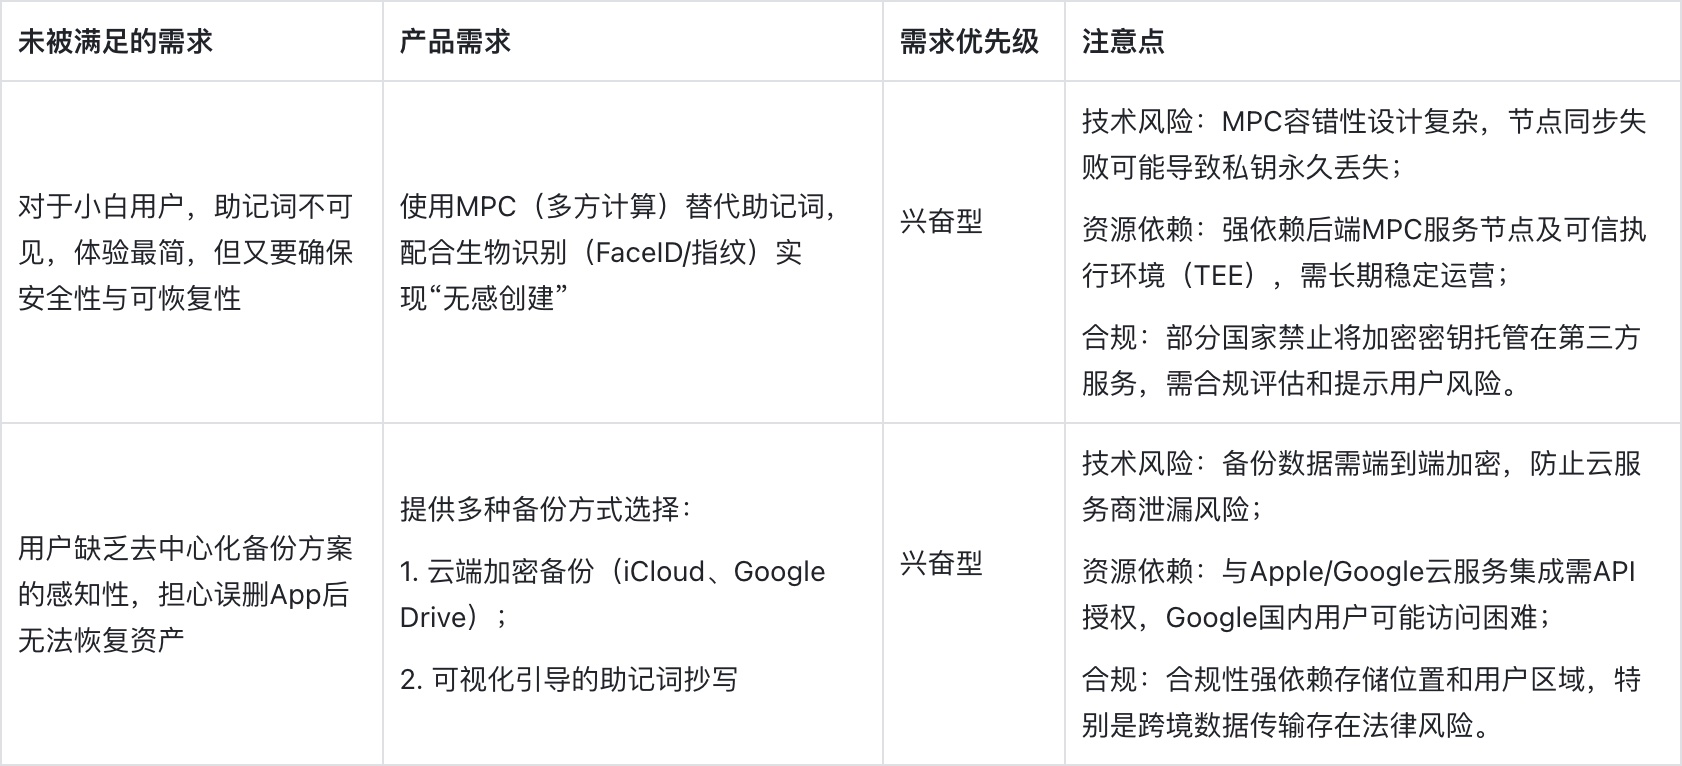 未被满足的需求
产品需求
需求优先级
注意点
对于小白用户，助记词不可
见，体验最简，但又要确保
安全性与可恢复性
使用MPC（多方计算）替代助记词，
配合生物识别（FaceID/指纹）实
现“无感创建”
兴奋型
技术风险：MPC容错性设计复杂，节点同步失
败可能导致私钥永久丢失；
资源依赖：强依赖后端MPC服务节点及可信执
行环境（TEE），需长期稳定运营；
合规：部分国家禁止将加密密钥托管在第三方
服务，需合规评估和提示用户风险。
用户缺乏去中心化备份方案
的感知性，担心误删App后
无法恢复资产
提供多种备份方式选择：
1. 云端加密备份（iCloud、Google
Drive）；
2. 可视化引导的助记词抄写
兴奋型
技术风险：备份数据需端到端加密，防止云服
务商泄漏风险；
资源依赖：与Apple/Google云服务集成需API
授权，Google国内用户可能访问困难；
合规：合规性强依赖存储位置和用户区域，特
别是跨境数据传输存在法律风险。